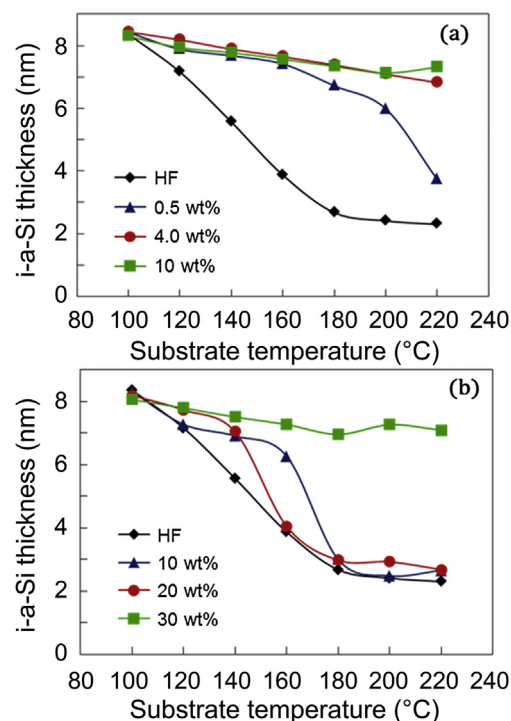 (a)
8
6
4
2
0
i-a-Si thickness (nm)
HF
0.5 wt%
4.0 wt%
10 wt%
80 100 120 140 160 180 200 220 240
Substrate temperature (°C)
(b)
8
6
4
2
0
i-a-Si thickness (nm)
HF
10 wt%
20 wt%
30 wt%
80 100 120 140 160 180 200 220 240
Substrate temperature (°C)